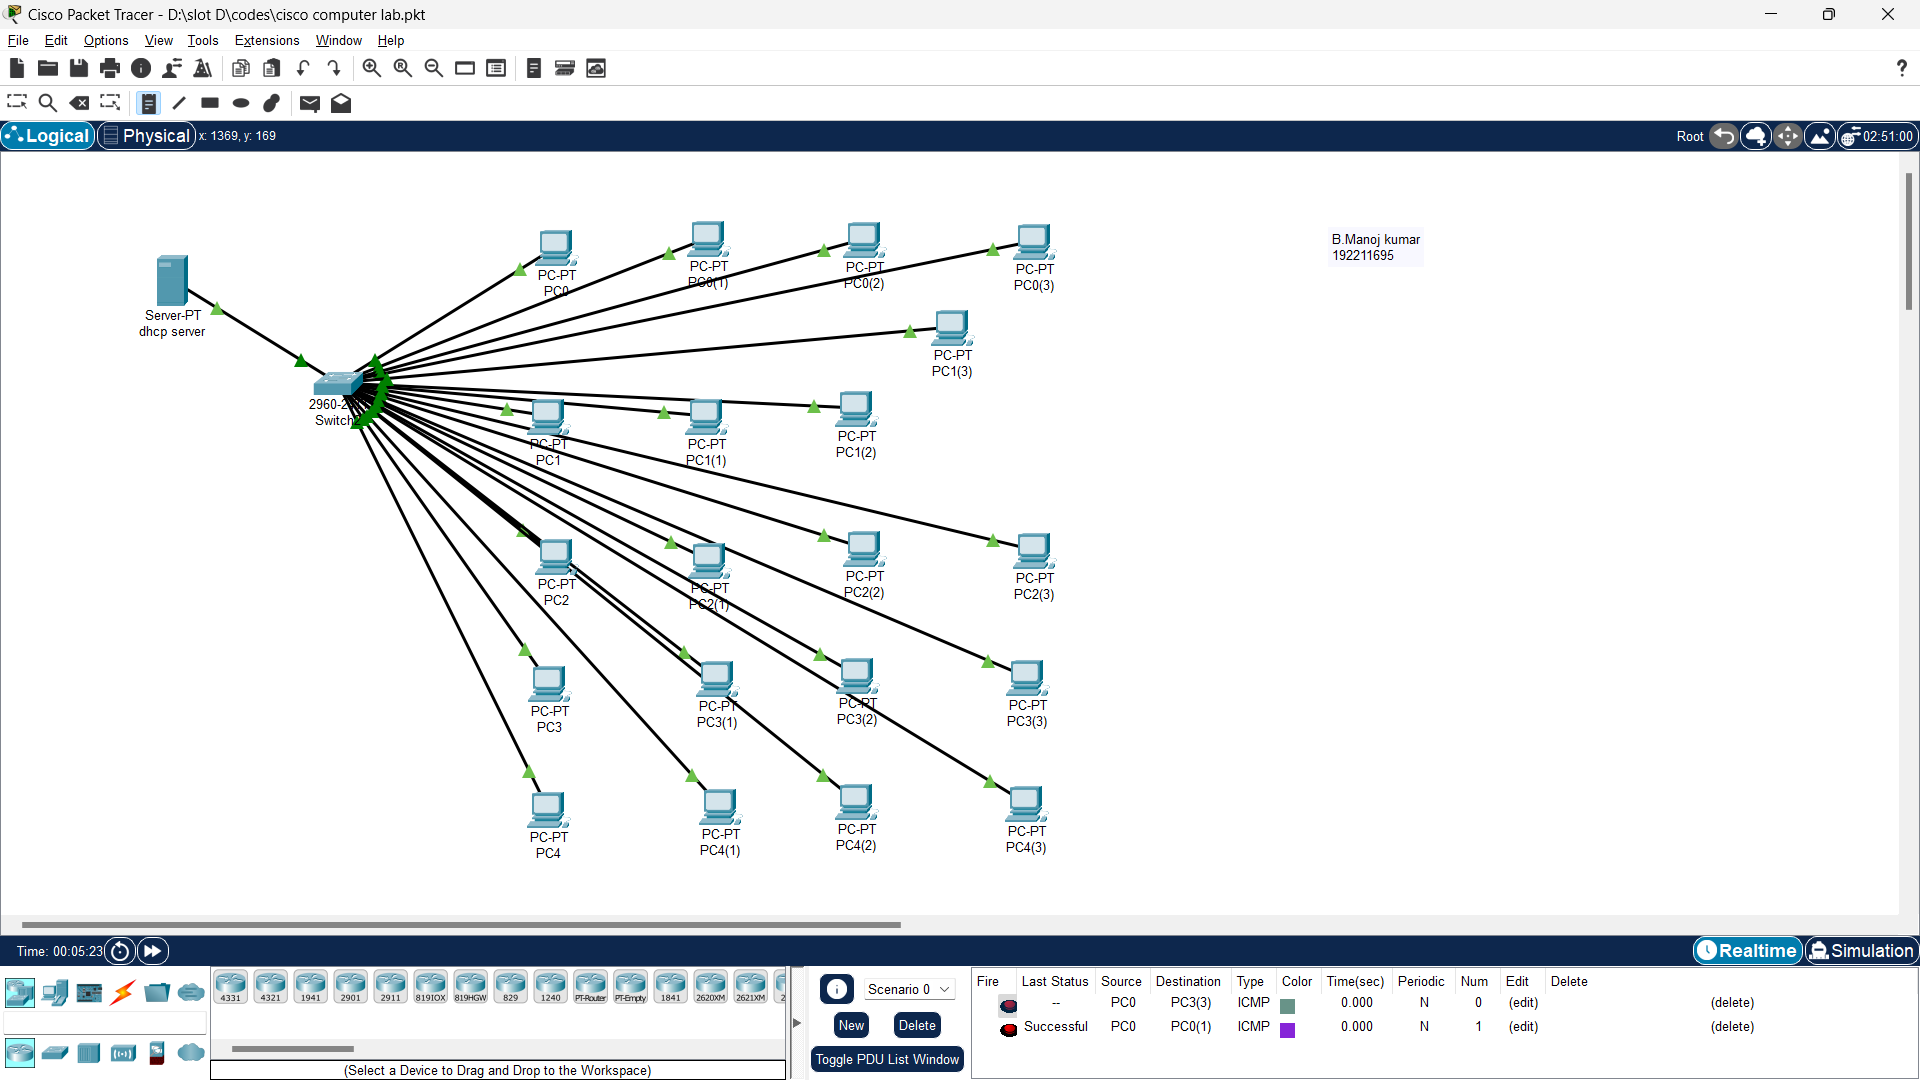 Cisco Packet Tracer - D:\slot D\codes\cisco computer lab.pkt
File Edit Options View Tools Extensions Window Help
?
Logical Physical x: 1369, y: 169 Root 02:51:00
B.Manoj kumar
192211695
PC-PT
PC0
PC-PT
PC0(1)
PC-PT
PC0(2)
PC-PT
PC0(3)
Server-PT
dhcp server
PC-PT
PC1(3)
Switch2
PC-PT
PC1
PC-PT
PC1(1)
PC-PT
PC1(2)
PC-PT
PC2
PC-PT
PC2(1)
PC-PT
PC2(2)
PC-PT
PC2(3)
PC-PT
PC3
PC-PT
PC3(1)
PC-PT
PC3(2)
PC-PT
PC3(3)
PC-PT
PC4
PC-PT
PC4(1)
PC-PT
PC4(2)
PC-PT
PC4(3)
Time: 00:05:23 Realtime Simulation
4331 4321 1941 2901 2911 819IOX 819HGW 829 1240 PT-Router PT-Empty 1841 2620XM 2621XM
(Select a Device to Drag and Drop to the Workspace)
Scenario 0
New Delete
Toggle PDU List Window
Fire Last Status Source Destination Type Color Time(sec) Periodic Num Edit Delete
-- PC0 PC3(3) ICMP 0.000 N 0 (edit) (delete)
Successful PC0 PC0(1) ICMP 0.000 N 1 (edit) (delete)